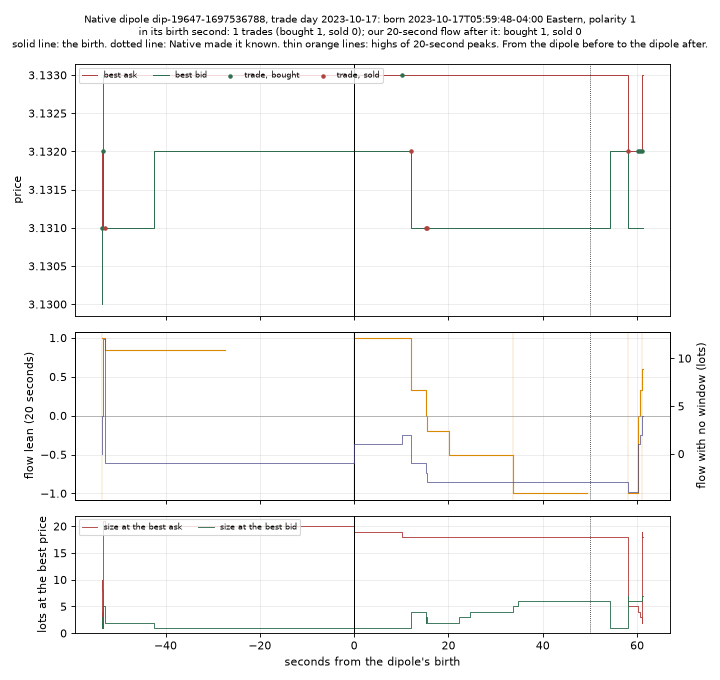 Native dipole dip-19647-1697536788, trade day 2023-10-17: born 2023-10-17T05:59:48-04:00 Eastern, polarity 1
in its birth second: 1 trades (bought 1, sold 0); our 20-second flow after it: bought 1, sold 0
solid line: the birth. dotted line: Native made it known. thin orange lines: highs of 20-second peaks. From the dipole before to the dipole after.
best ask best bid trade, bought trade, sold
3.1330
3.1325
3.1320
3.1315
3.1310
3.1305
3.1300
price
1.0
0.5
0.0
−0.5
−1.0
flow lean (20 seconds)
10
5
0
flow with no window (lots)
size at the best ask size at the best bid
20
15
10
5
0
lots at the best price
−40 −20 0 20 40 60
seconds from the dipole's birth